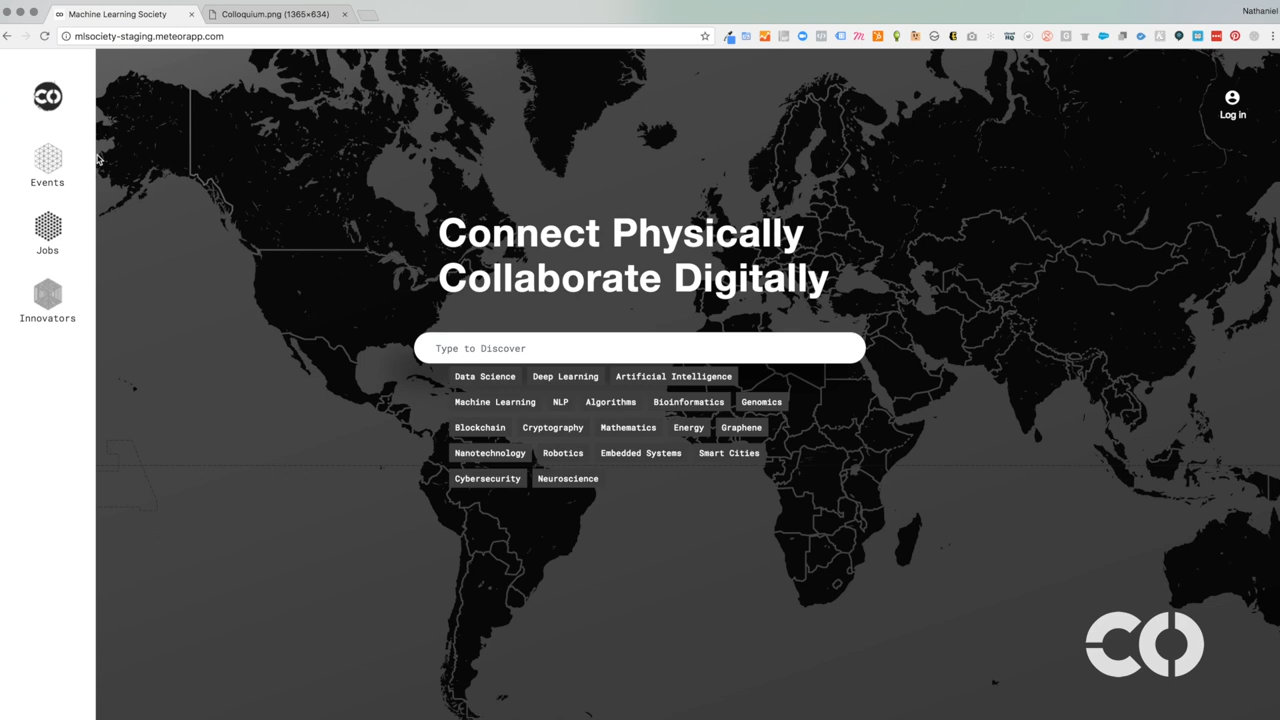 Machine Learning Society
Colloquium.png (1365×634)
Nathaniel
mlsociety-staging.meteorapp.com
CO
Log in
Events
Jobs
Innovators
Connect Physically
Collaborate Digitally
Type to Discover
Data Science Deep Learning Artificial Intelligence
Machine Learning NLP Algorithms Bioinformatics Genomics
Blockchain Cryptography Mathematics Energy Graphene
Nanotechnology Robotics Embedded Systems Smart Cities
Cybersecurity Neuroscience
CO